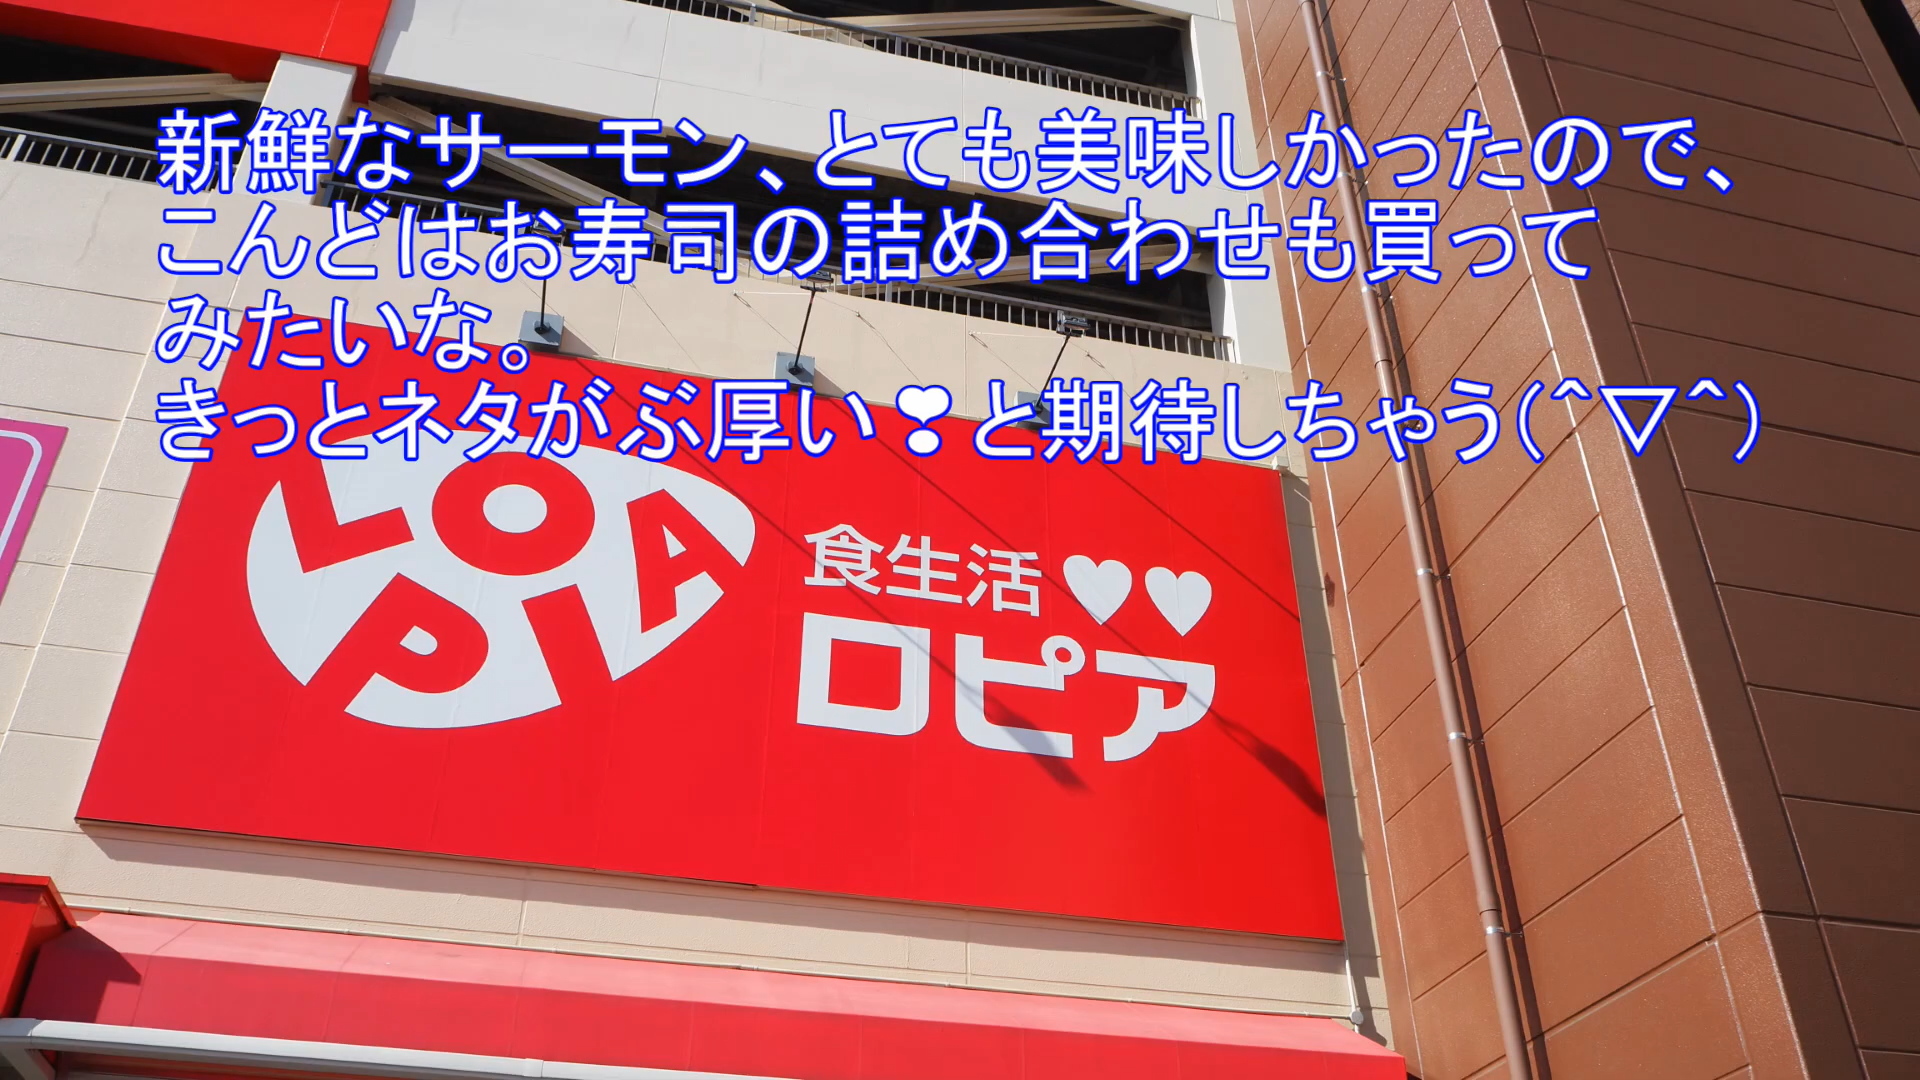 新鮮なサーモン、とても美味しかったので、
こんどはお寿司の詰め合わせも買って
みたいな。
きっとネタがぶ厚い❣と期待しちゃう(^▽^)
LOPIA
食生活♥♥
ロピア